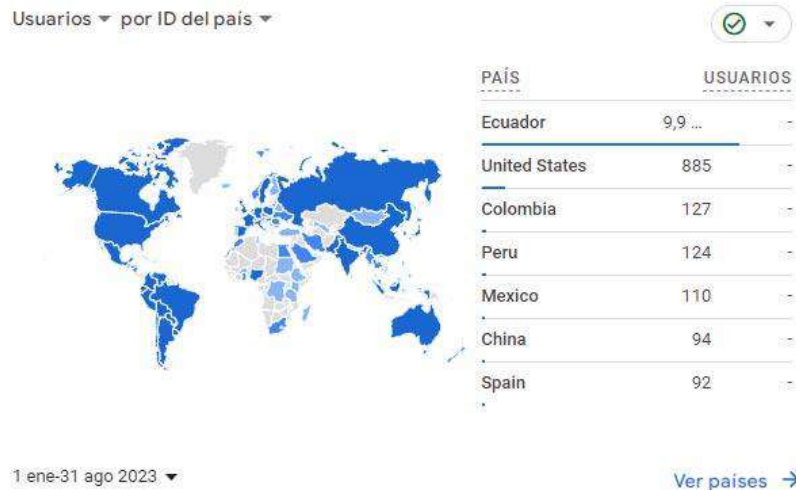 Usuarios por ID del país
PAÍS USUARIOS
Ecuador 9,9 ... -
United States 885 -
Colombia 127 -
Peru 124 -
Mexico 110 -
China 94 -
Spain 92 -
1 ene-31 ago 2023
Ver países